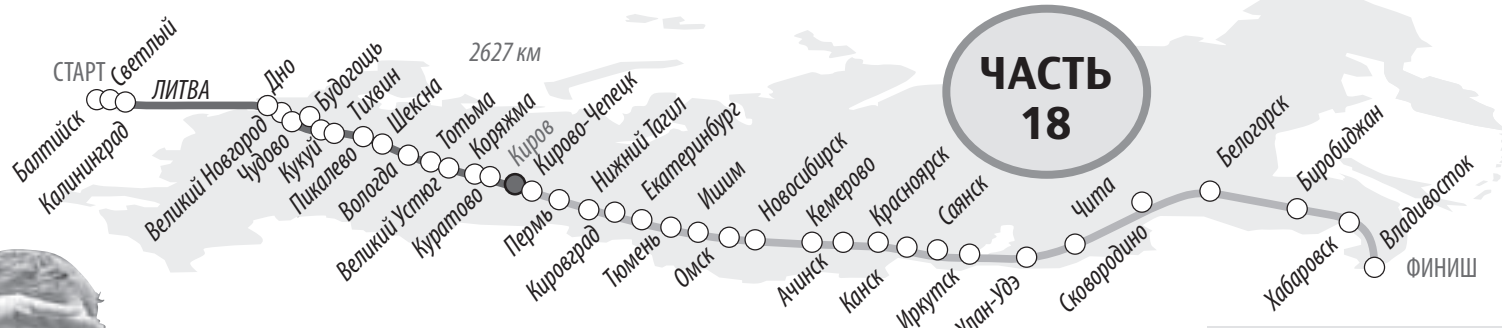 СТАРТ
Светлый
ЛИТВА
Балтийск
Калининград
2627 км
ЧАСТЬ
18
Дно
Великий Новгород
Чудово
Будогощь
Кукуй
Тихвин
Пикалево
Шексна
Вологда
Тотьма
Великий Устюг
Коряжма
Куратово
Киров
Кирово-Чепецк
Пермь
Нижний Тагил
Кировград
Екатеринбург
Тюмень
Ишим
Омск
Новосибирск
Кемерово
Ачинск
Красноярск
Канск
Саянск
Иркутск
Улан-Удэ
Чита
Сковородино
Белогорск
Биробиджан
Хабаровск
Владивосток
ФИНИШ